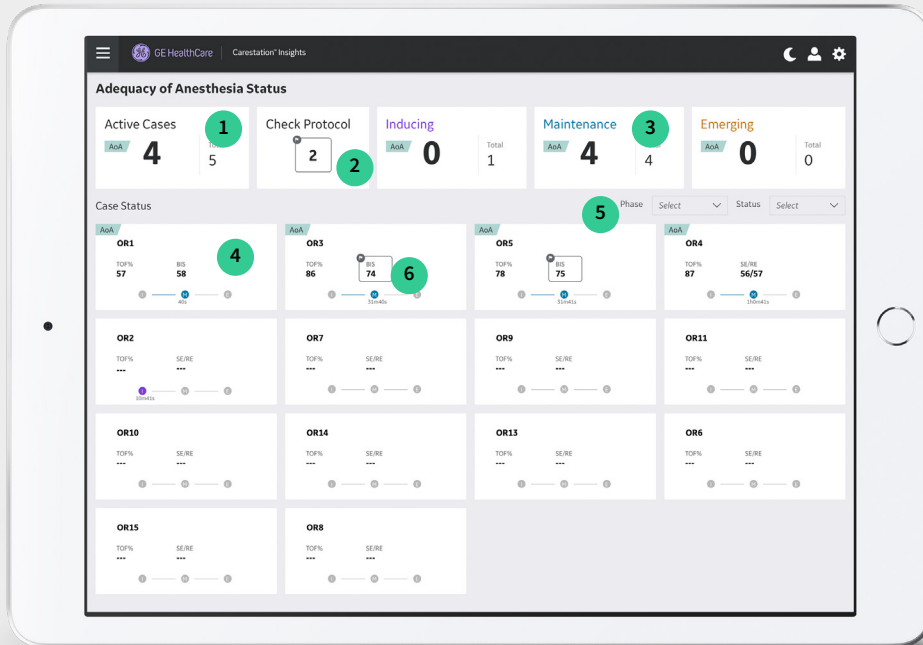 GE HealthCare Carestation™ Insights
Adequacy of Anesthesia Status
Active Cases 1
AoA 4 5
Check Protocol
2 2
Inducing
AoA 0 Total 1
Maintenance 3
AoA 4 4
Emerging
AoA 0 Total 0
Case Status 5 Phase Select Status Select
AoA
OR1
TOF% BIS 4
57 58
I M E
40s
AoA
OR3
TOF% BIS
86 74 6
I M
31m40s
AoA
OR5
TOF% BIS
78 75
I M E
31m41s
AoA
OR4
TOF% SE/RE
87 56/57
I M E
1h0m41s
OR2
TOF% SE/RE
--- ---
I M E
10m41s
OR7
TOF% SE/RE
--- ---
I M E
OR9
TOF% SE/RE
--- ---
I M E
OR11
TOF% SE/RE
--- ---
I M E
OR10
TOF% SE/RE
--- ---
I M E
OR14
TOF% SE/RE
--- ---
I M E
OR13
TOF% SE/RE
--- ---
I M E
OR6
TOF% SE/RE
--- ---
I M E
OR15
TOF% SE/RE
--- ---
I M E
OR8
TOF% SE/RE
--- ---
I M E